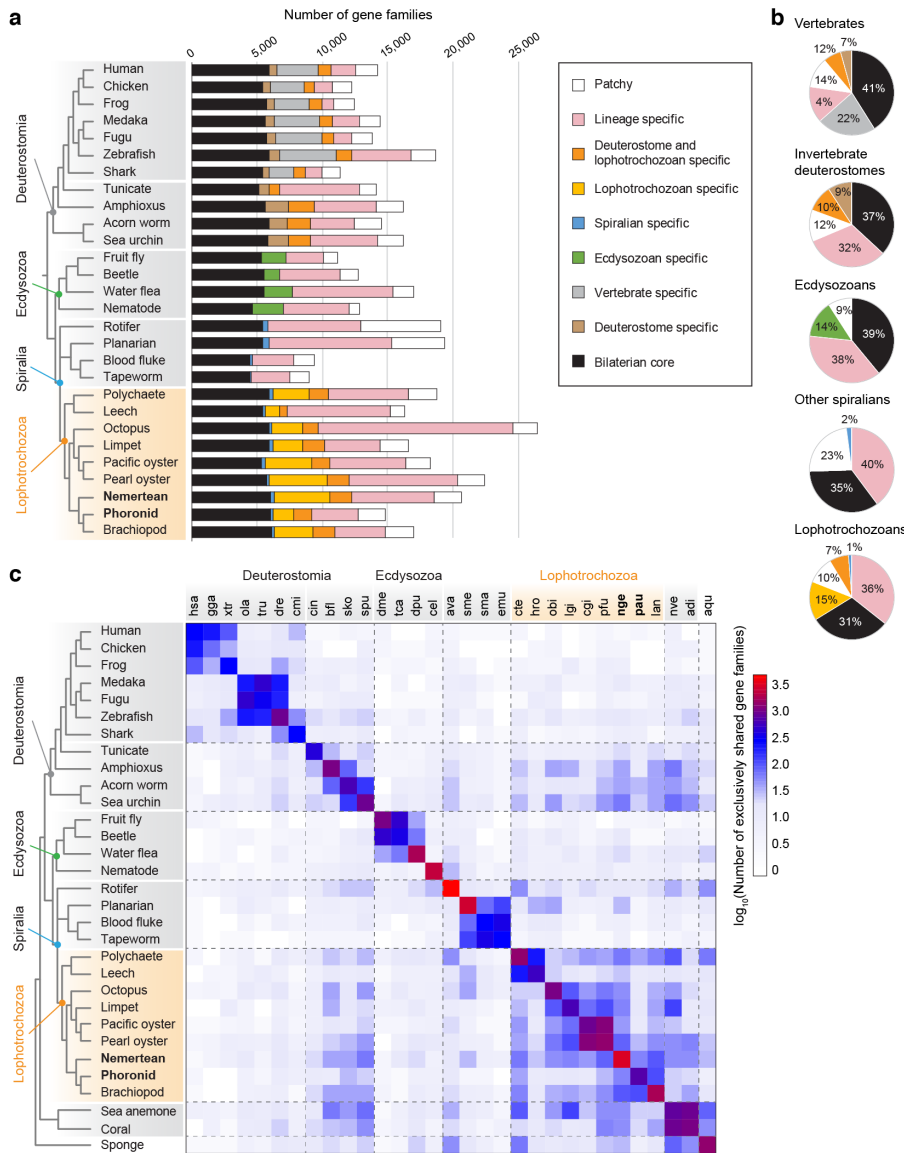 a
Number of gene families
0
5,000
10,000
15,000
20,000
25,000
Deuterostomia
Ecdysozoa
Spiralia
Lophotrochozoa
Human
Chicken
Frog
Medaka
Fugu
Zebrafish
Shark
Tunicate
Amphioxus
Acorn worm
Sea urchin
Fruit fly
Beetle
Water flea
Nematode
Rotifer
Planarian
Blood fluke
Tapeworm
Polychaete
Leech
Octopus
Limpet
Pacific oyster
Pearl oyster
Nemertean
Phoronid
Brachiopod
Patchy
Lineage specific
Deuterostome and
lophotrochozoan specific
Lophotrochozoan specific
Spiralian specific
Ecdysozoan specific
Vertebrate specific
Deuterostome specific
Bilaterian core
b
Vertebrates
12%
7%
14%
41%
4%
22%
Invertebrate
deuterostomes
9%
10%
37%
12%
32%
Ecdysozoans
9%
14%
39%
38%
Other spiralians
2%
23%
40%
35%
Lophotrochozoans
7%
1%
10%
36%
15%
31%
c
Deuterostomia
Ecdysozoa
Lophotrochozoa
hsa
gga
xtr
ola
tru
dre
cmi
cin
bfl
sko
spu
dme
tca
dpu
cel
ava
sme
sma
emu
cte
hro
obi
lgi
cgi
pfu
nge
pau
lan
nve
adi
aqu
Deuterostomia
Ecdysozoa
Spiralia
Lophotrochozoa
Human
Chicken
Frog
Medaka
Fugu
Zebrafish
Shark
Tunicate
Amphioxus
Acorn worm
Sea urchin
Fruit fly
Beetle
Water flea
Nematode
Rotifer
Planarian
Blood fluke
Tapeworm
Polychaete
Leech
Octopus
Limpet
Pacific oyster
Pearl oyster
Nemertean
Phoronid
Brachiopod
Sea anemone
Coral
Sponge
log10(Number of exclusively shared gene families)
3.5
3.0
2.5
2.0
1.5
1.0
0.5
0